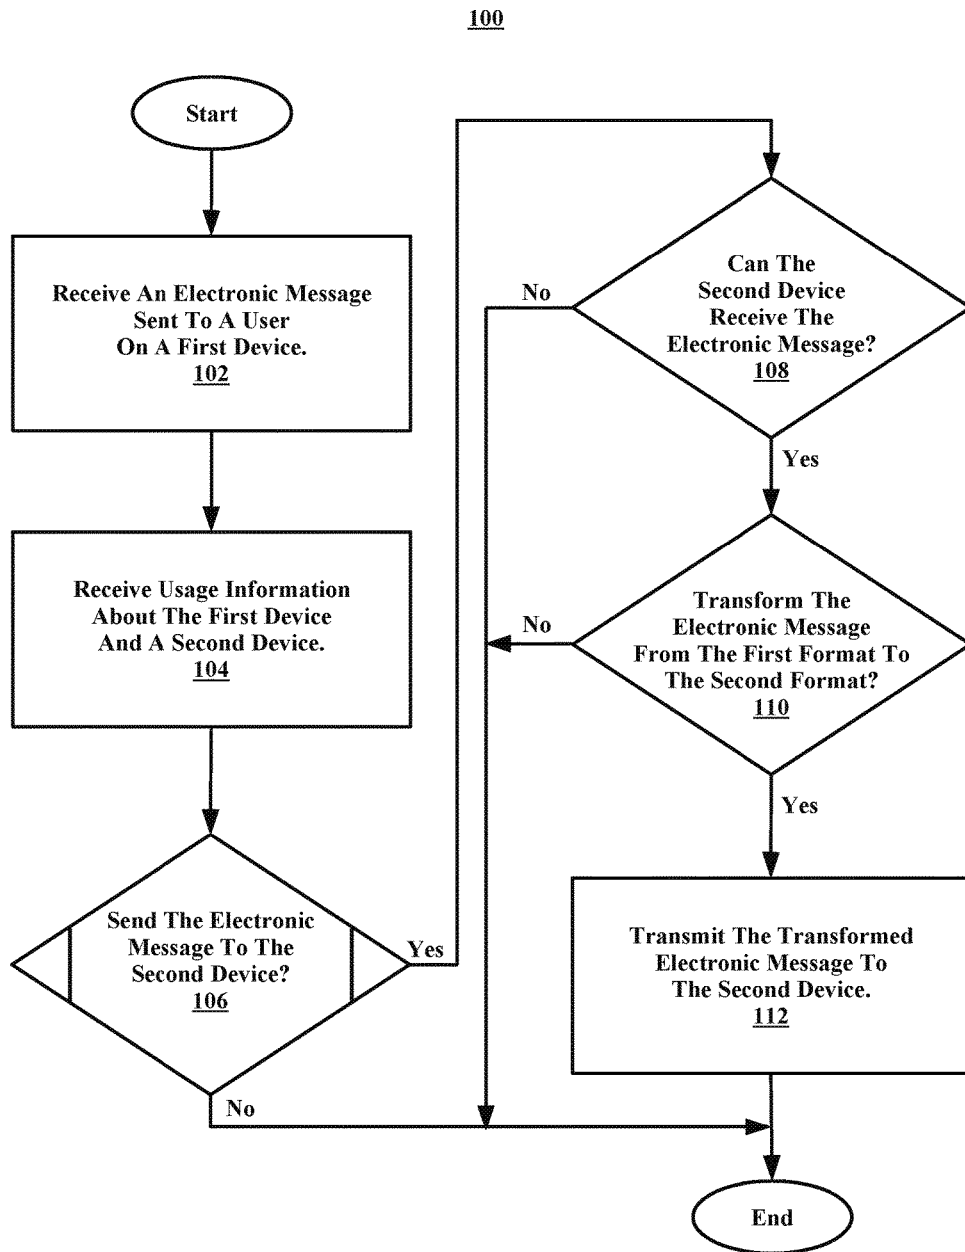 100
Start
Receive An Electronic Message
Sent To A User
On A First Device.
102
Receive Usage Information
About The First Device
And A Second Device.
104
Send The Electronic
Message To The
Second Device?
106
Yes
No
Can The
Second Device
Receive The
Electronic Message?
108
No
Yes
Transform The
Electronic Message
From The First Format To
The Second Format?
110
No
Yes
Transmit The Transformed
Electronic Message To
The Second Device.
112
End